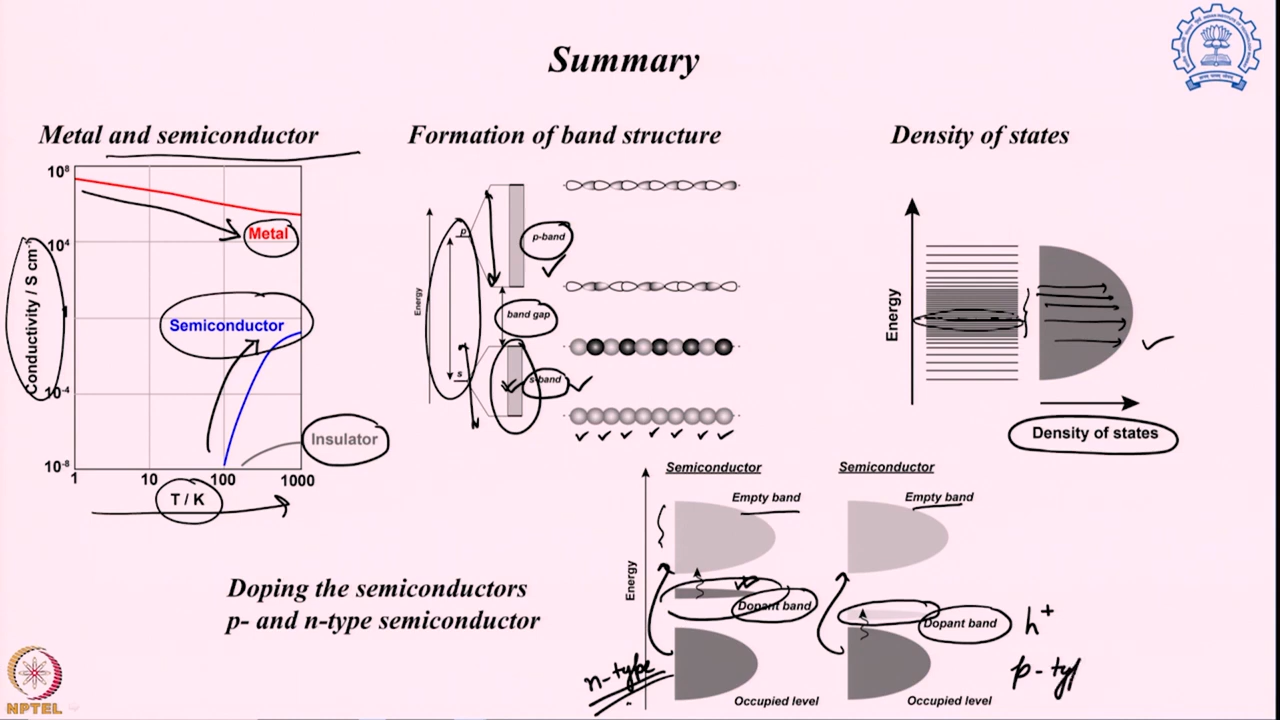 Summary
Metal and semiconductor
10⁸
10⁴
1
10⁻⁴
10⁻⁸
Conductivity / S cm⁻¹
Metal
Semiconductor
Insulator
1
10
100
1000
T / K
Formation of band structure
Energy
p
s
p-band
band gap
s-band
Density of states
Energy
Density of states
Doping the semiconductors
p- and n-type semiconductor
Energy
Semiconductor
Empty band
Dopant band
Occupied level
n-type
Semiconductor
Empty band
Dopant band
Occupied level
h⁺
p-typ
NPTEL